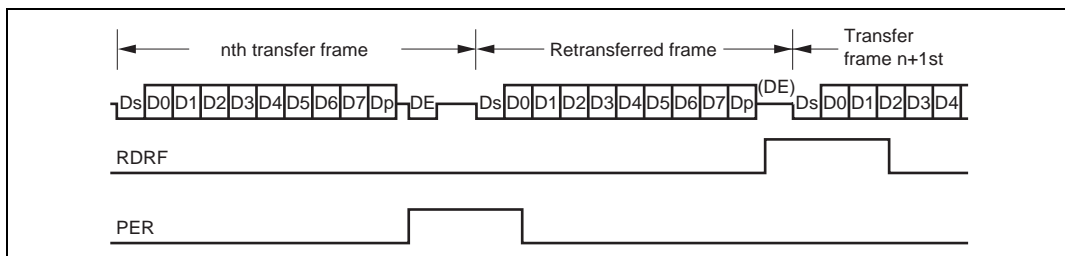 nth transfer frame
Retransferred frame
Transfer
frame n+1st
Ds D0 D1 D2 D3 D4 D5 D6 D7 Dp DE Ds D0 D1 D2 D3 D4 D5 D6 D7 Dp (DE) Ds D0 D1 D2 D3 D4
RDRF
PER